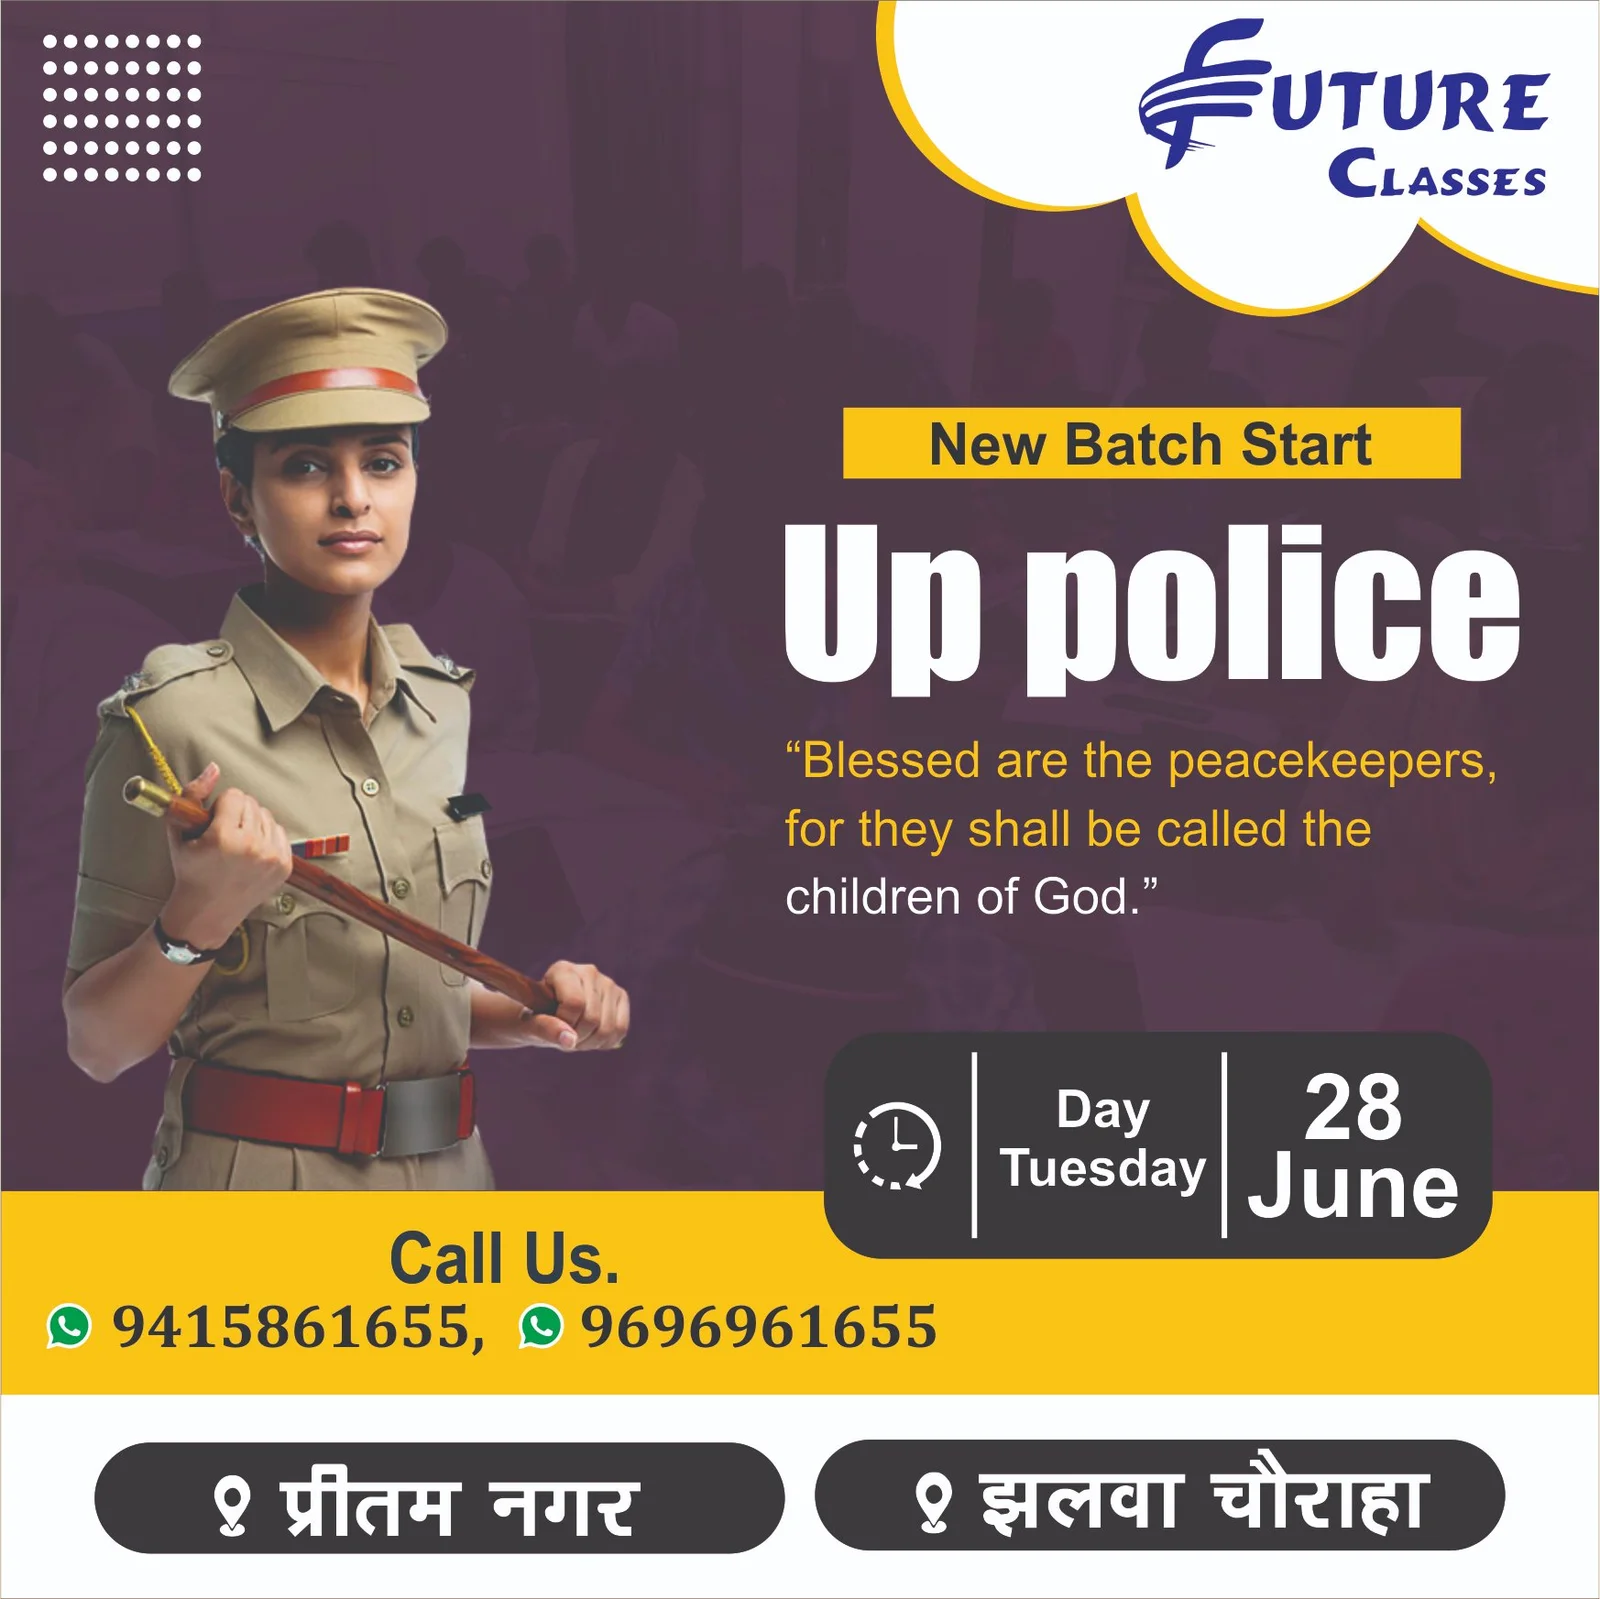 FUTURE
CLASSES
New Batch Start
Up police
“Blessed are the peacekeepers,
for they shall be called the
children of God.”
Day
Tuesday
28
June
Call Us.
9415861655, 9696961655
प्रीतम नगर
झलवा चौराहा